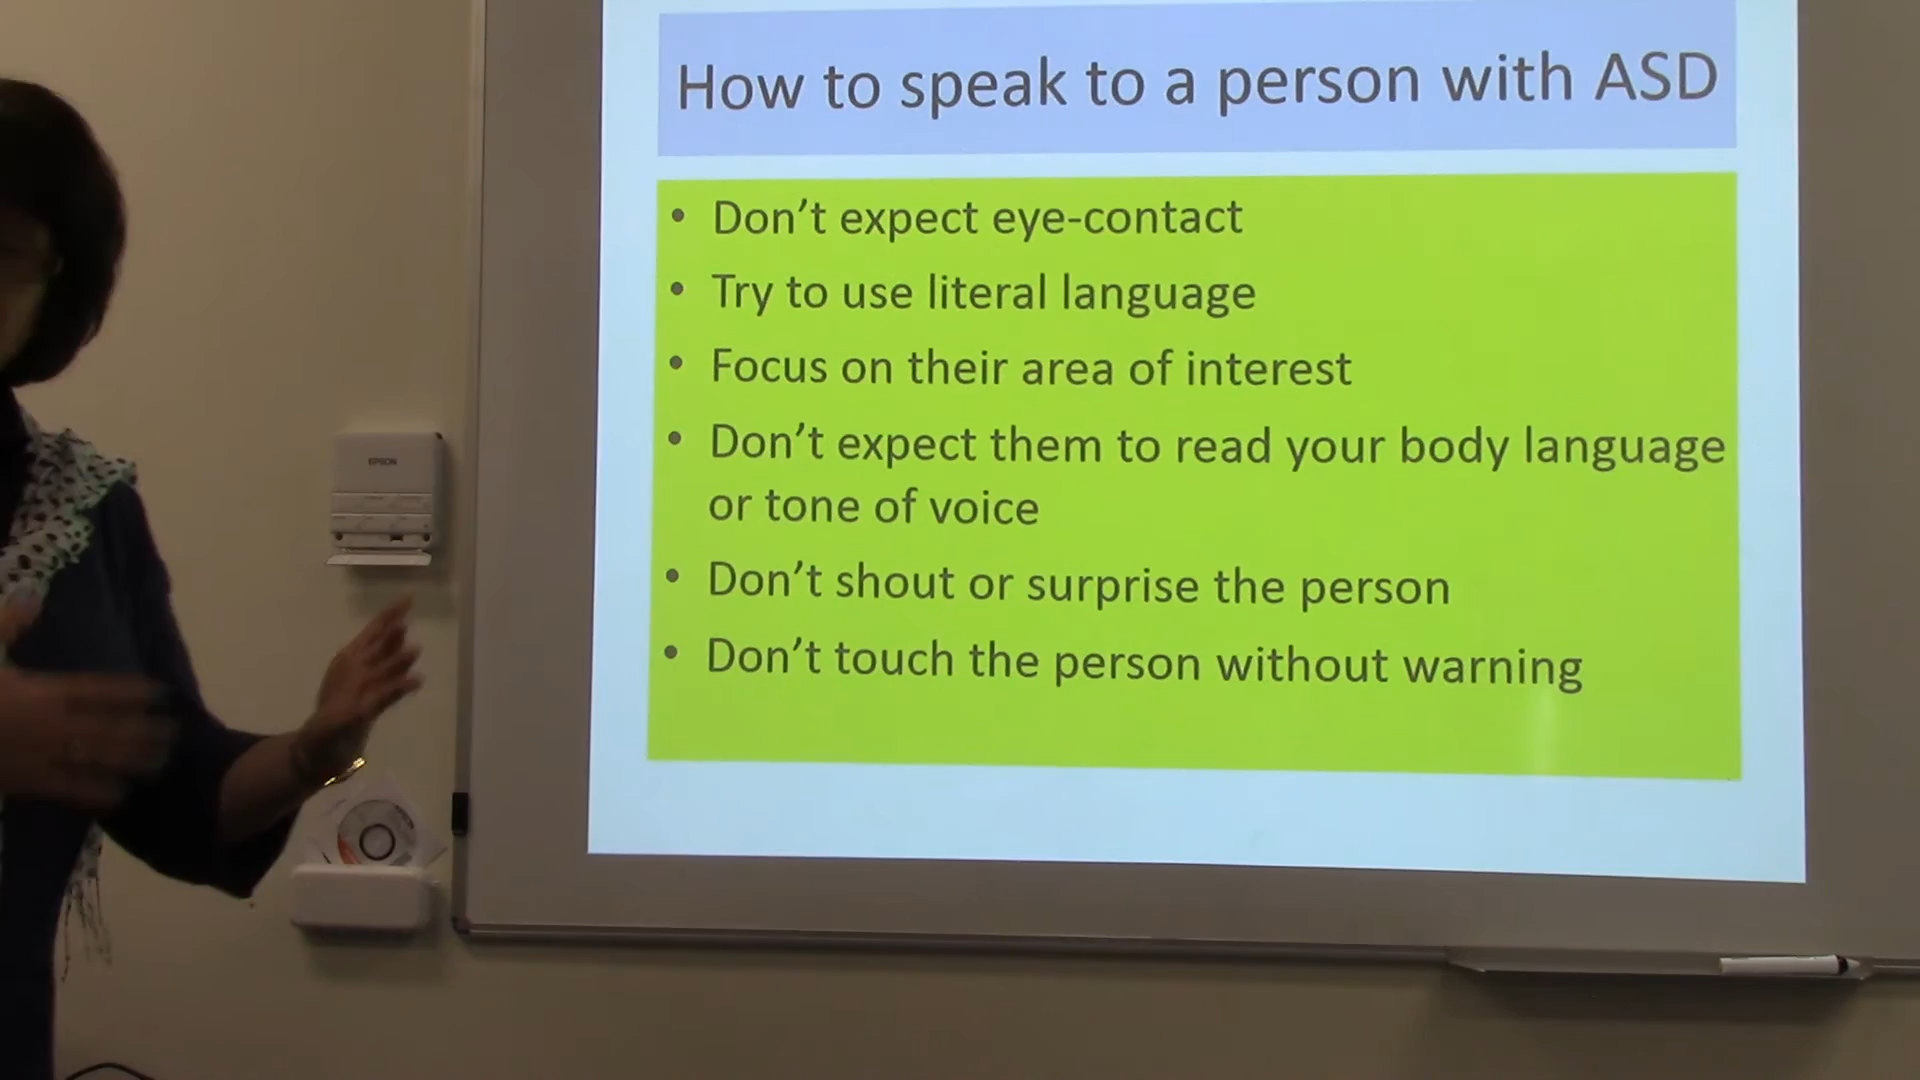 How to speak to a person with ASD
• Don't expect eye-contact
• Try to use literal language
• Focus on their area of interest
• Don't expect them to read your body language
or tone of voice
• Don't shout or surprise the person
• Don't touch the person without warning
EPSON